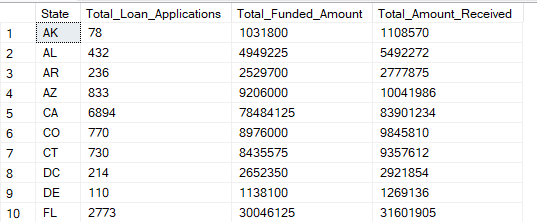 State Total_Loan_Applications Total_Funded_Amount Total_Amount_Received
1 AK 78 1031800 1108570
2 AL 432 4949225 5492272
3 AR 236 2529700 2777875
4 AZ 833 9206000 10041986
5 CA 6894 78484125 83901234
6 CO 770 8976000 9845810
7 CT 730 8435575 9357612
8 DC 214 2652350 2921854
9 DE 110 1138100 1269136
10 FL 2773 30046125 31601905